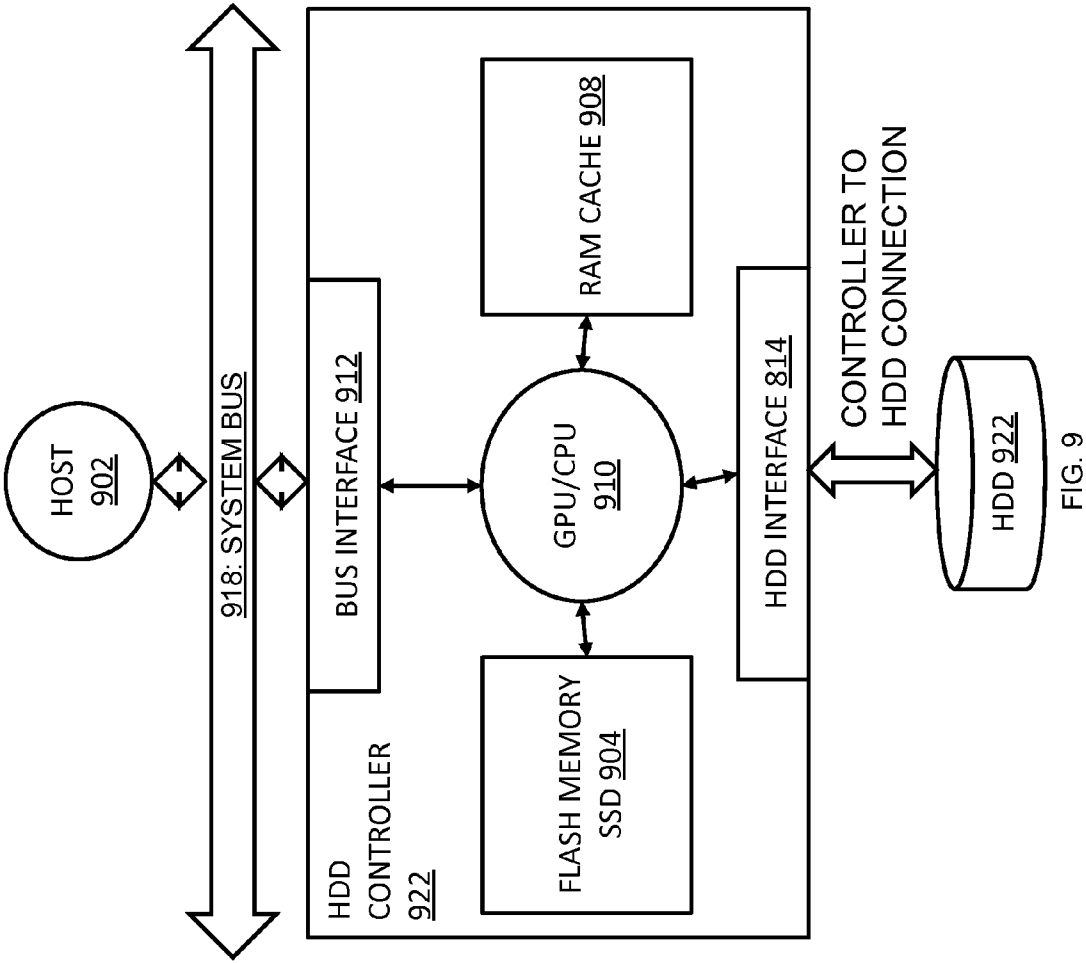 HOST
902
918: SYSTEM BUS
HDD
CONTROLLER
922
BUS INTERFACE 912
FLASH MEMORY
SSD 904
GPU/CPU
910
RAM CACHE 908
HDD INTERFACE 814
CONTROLLER TO
HDD CONNECTION
HDD 922
FIG. 9